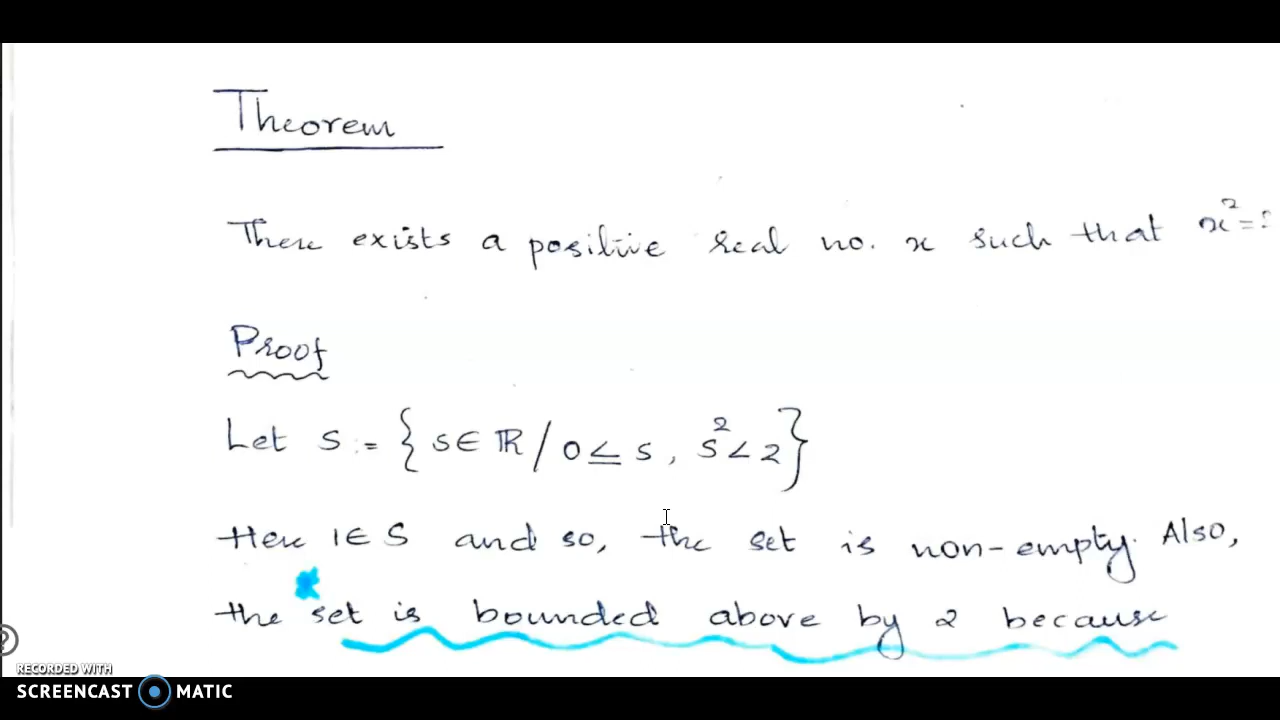 Theorem
There exists a positive real no. x such that x²=
Proof
Let S := { s∈ ℝ / 0 ≤ s, s² < 2 }
Here 1∈ S and so, the set is non-empty. Also,
the set is bounded above by 2 because
RECORDED WITH
SCREENCAST MATIC